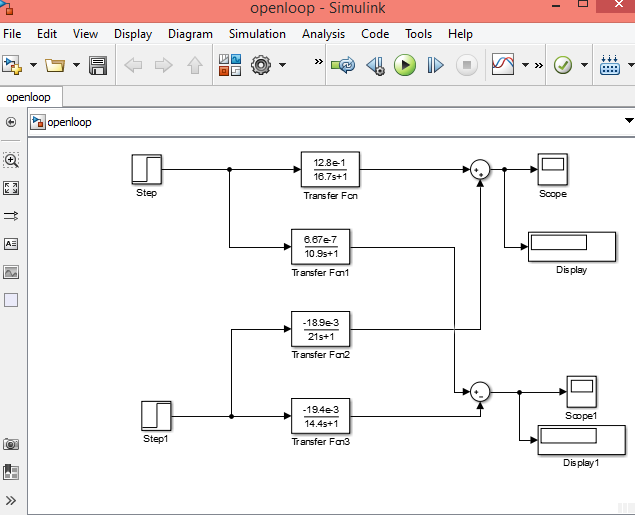 openloop - Simulink
File Edit View Display Diagram Simulation Analysis Code Tools Help
»
»
openloop
openloop
12.8e-1
16.7s+1
Step
Transfer Fcn
Scope
6.67e-7
10.9s+1
Transfer Fcn1
Display
-18.9e-3
21s+1
Transfer Fcn2
-19.4e-3
14.4s+1
Step1
Transfer Fcn3
Scope1
Display1
»